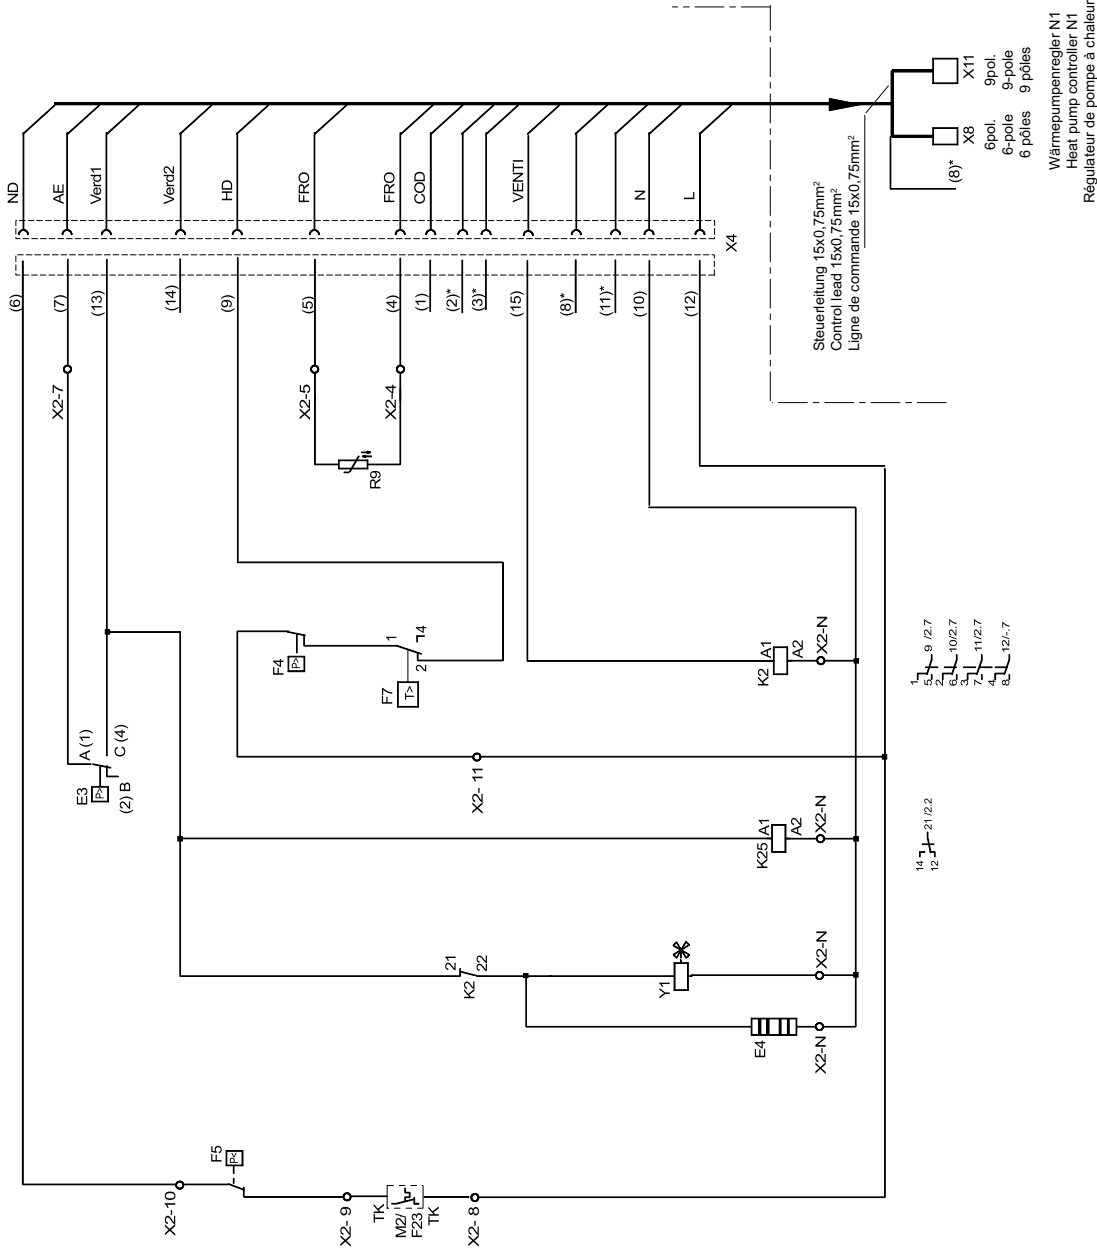 ND
AE
Verd1
Verd2
HD
FRO
FRO
COD
VENTI
N
L
X4
(6)
(7)
(13)
(14)
(9)
(5)
(4)
(1)
(2)*
(3)*
(15)
(8)*
(11)*
(10)
(12)
X2-7
X2-5
X2-4
R9
Steuerleitung 15x0,75mm²
Control lead 15x0,75mm²
Ligne de commande 15x0,75mm²
(8)*
X8
6pol.
6-pole
6 pôles
X11
9pol.
9-pole
9 pôles
Wärmepumpenregler N1
Heat pump controller N1
Régulateur de pompe à chaleur
F4
P>
F7
T>
1
2
4
K2
A1
A2
X2-N
E3
P>
A (1)
C (4)
(2) B
X2- 11
K25
A1
A2
X2-N
K2
21
22
Y1
X2-N
E4
X2-N
X2-10
F5
P<
X2- 9
TK
M2/
F23
TK
X2- 8
1
5
9 /2.7
2
6
10/2.7
3
7
11/2.7
4
8
12/-.7
14
12
21 /2.2